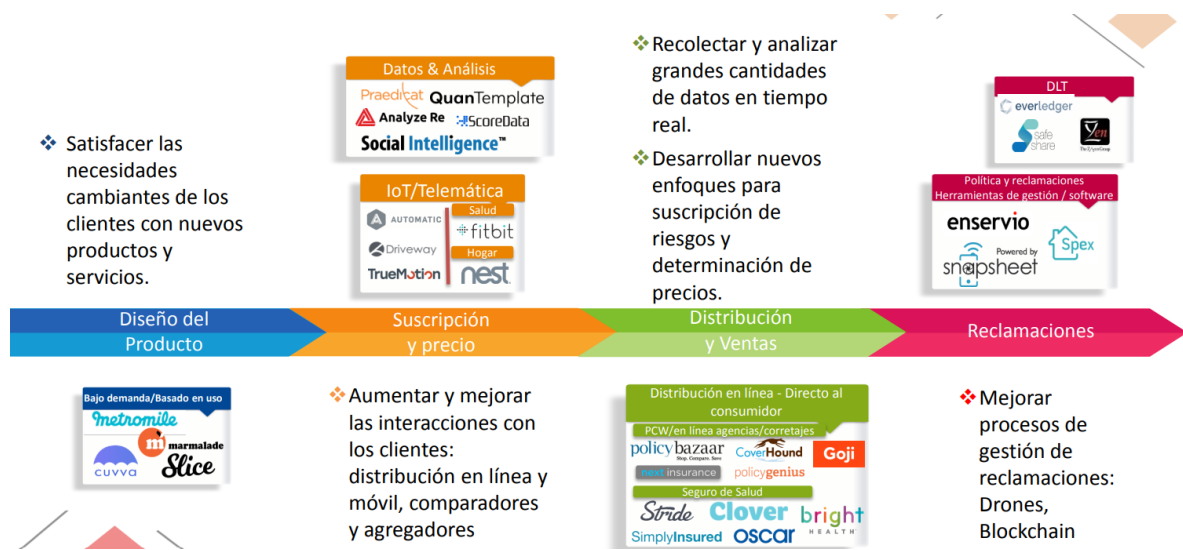 ❖ Satisfacer las
necesidades
cambiantes de los
clientes con nuevos
productos y
servicios.
Datos & Análisis
Praedicat QuanTemplate
Analyze Re ScoreData
Social Intelligence™
IoT/Telemática
AUTOMATIC
Driveway
TrueMotion
Salud
fitbit
Hogar
nest
❖ Recolectar y analizar
grandes cantidades
de datos en tiempo
real.
❖ Desarrollar nuevos
enfoques para
suscripción de
riesgos y
determinación de
precios.
DLT
everledger
safe
share
Yen
Política y reclamaciones
Herramientas de gestión / software
enservio
Powered by
snapsheet
Spex
Diseño del
Producto
Suscripción
y precio
Distribución
y Ventas
Reclamaciones
Bajo demanda/Basado en uso
metromile
m marmalade
cuvva Slice
❖ Aumentar y mejorar
las interacciones con
los clientes:
distribución en línea y
móvil, comparadores
y agregadores
Distribución en línea - Directo al
consumidor
PCW/en línea agencias/corretajes
policybazaar CoverHound Goji
Stop. Compare. Save
next insurance policygenius
Seguro de Salud
Stride Clover bright
HEALTH
SimplyInsured oscar
❖ Mejorar
procesos de
gestión de
reclamaciones:
Drones,
Blockchain